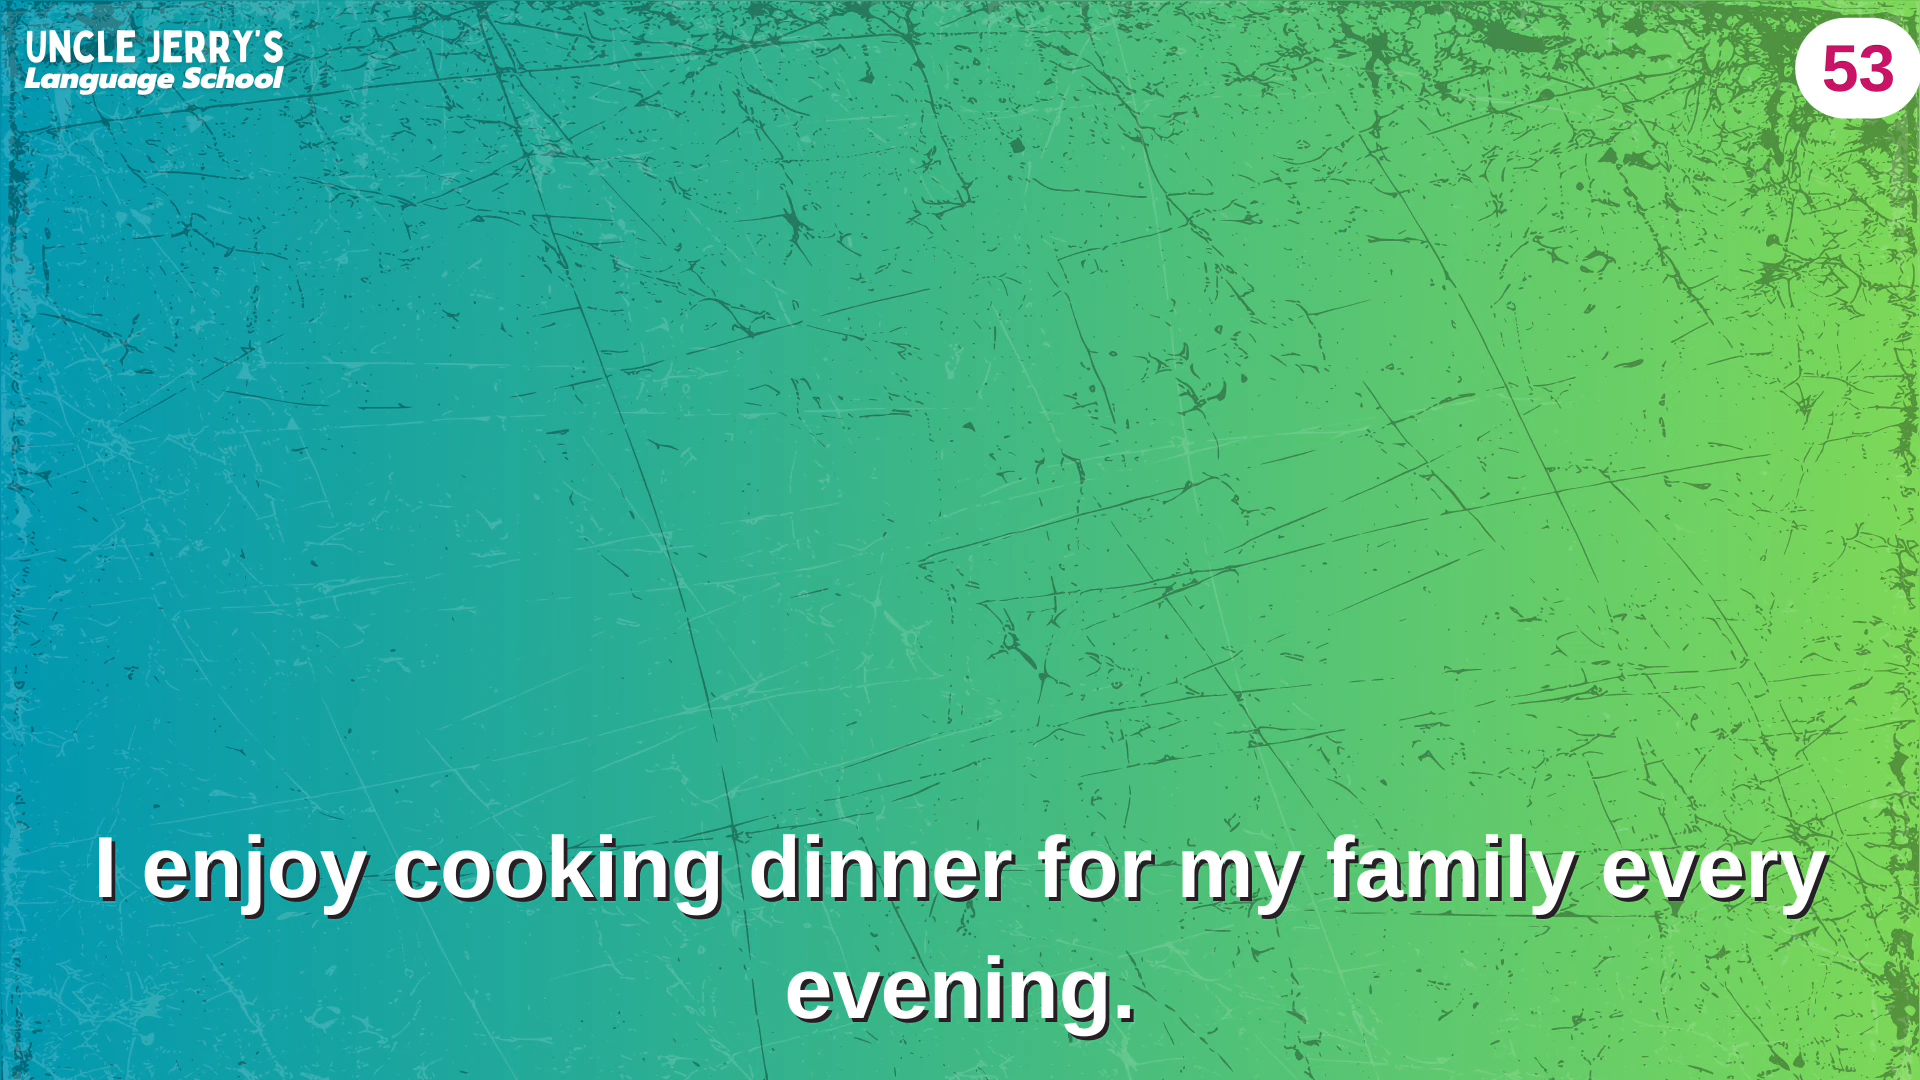 UNCLE JERRY'S
Language School
53
I enjoy cooking dinner for my family every
evening.